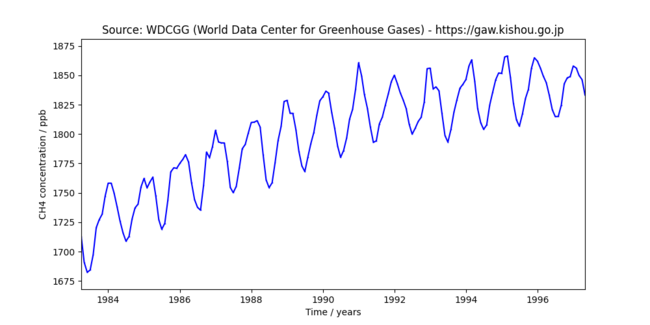 Source: WDCGG (World Data Center for Greenhouse Gases) - https://gaw.kishou.go.jp
1875
1850
1825
1800
1775
1750
1725
1700
1675
CH4 concentration / ppb
1984 1986 1988 1990 1992 1994 1996
Time / years